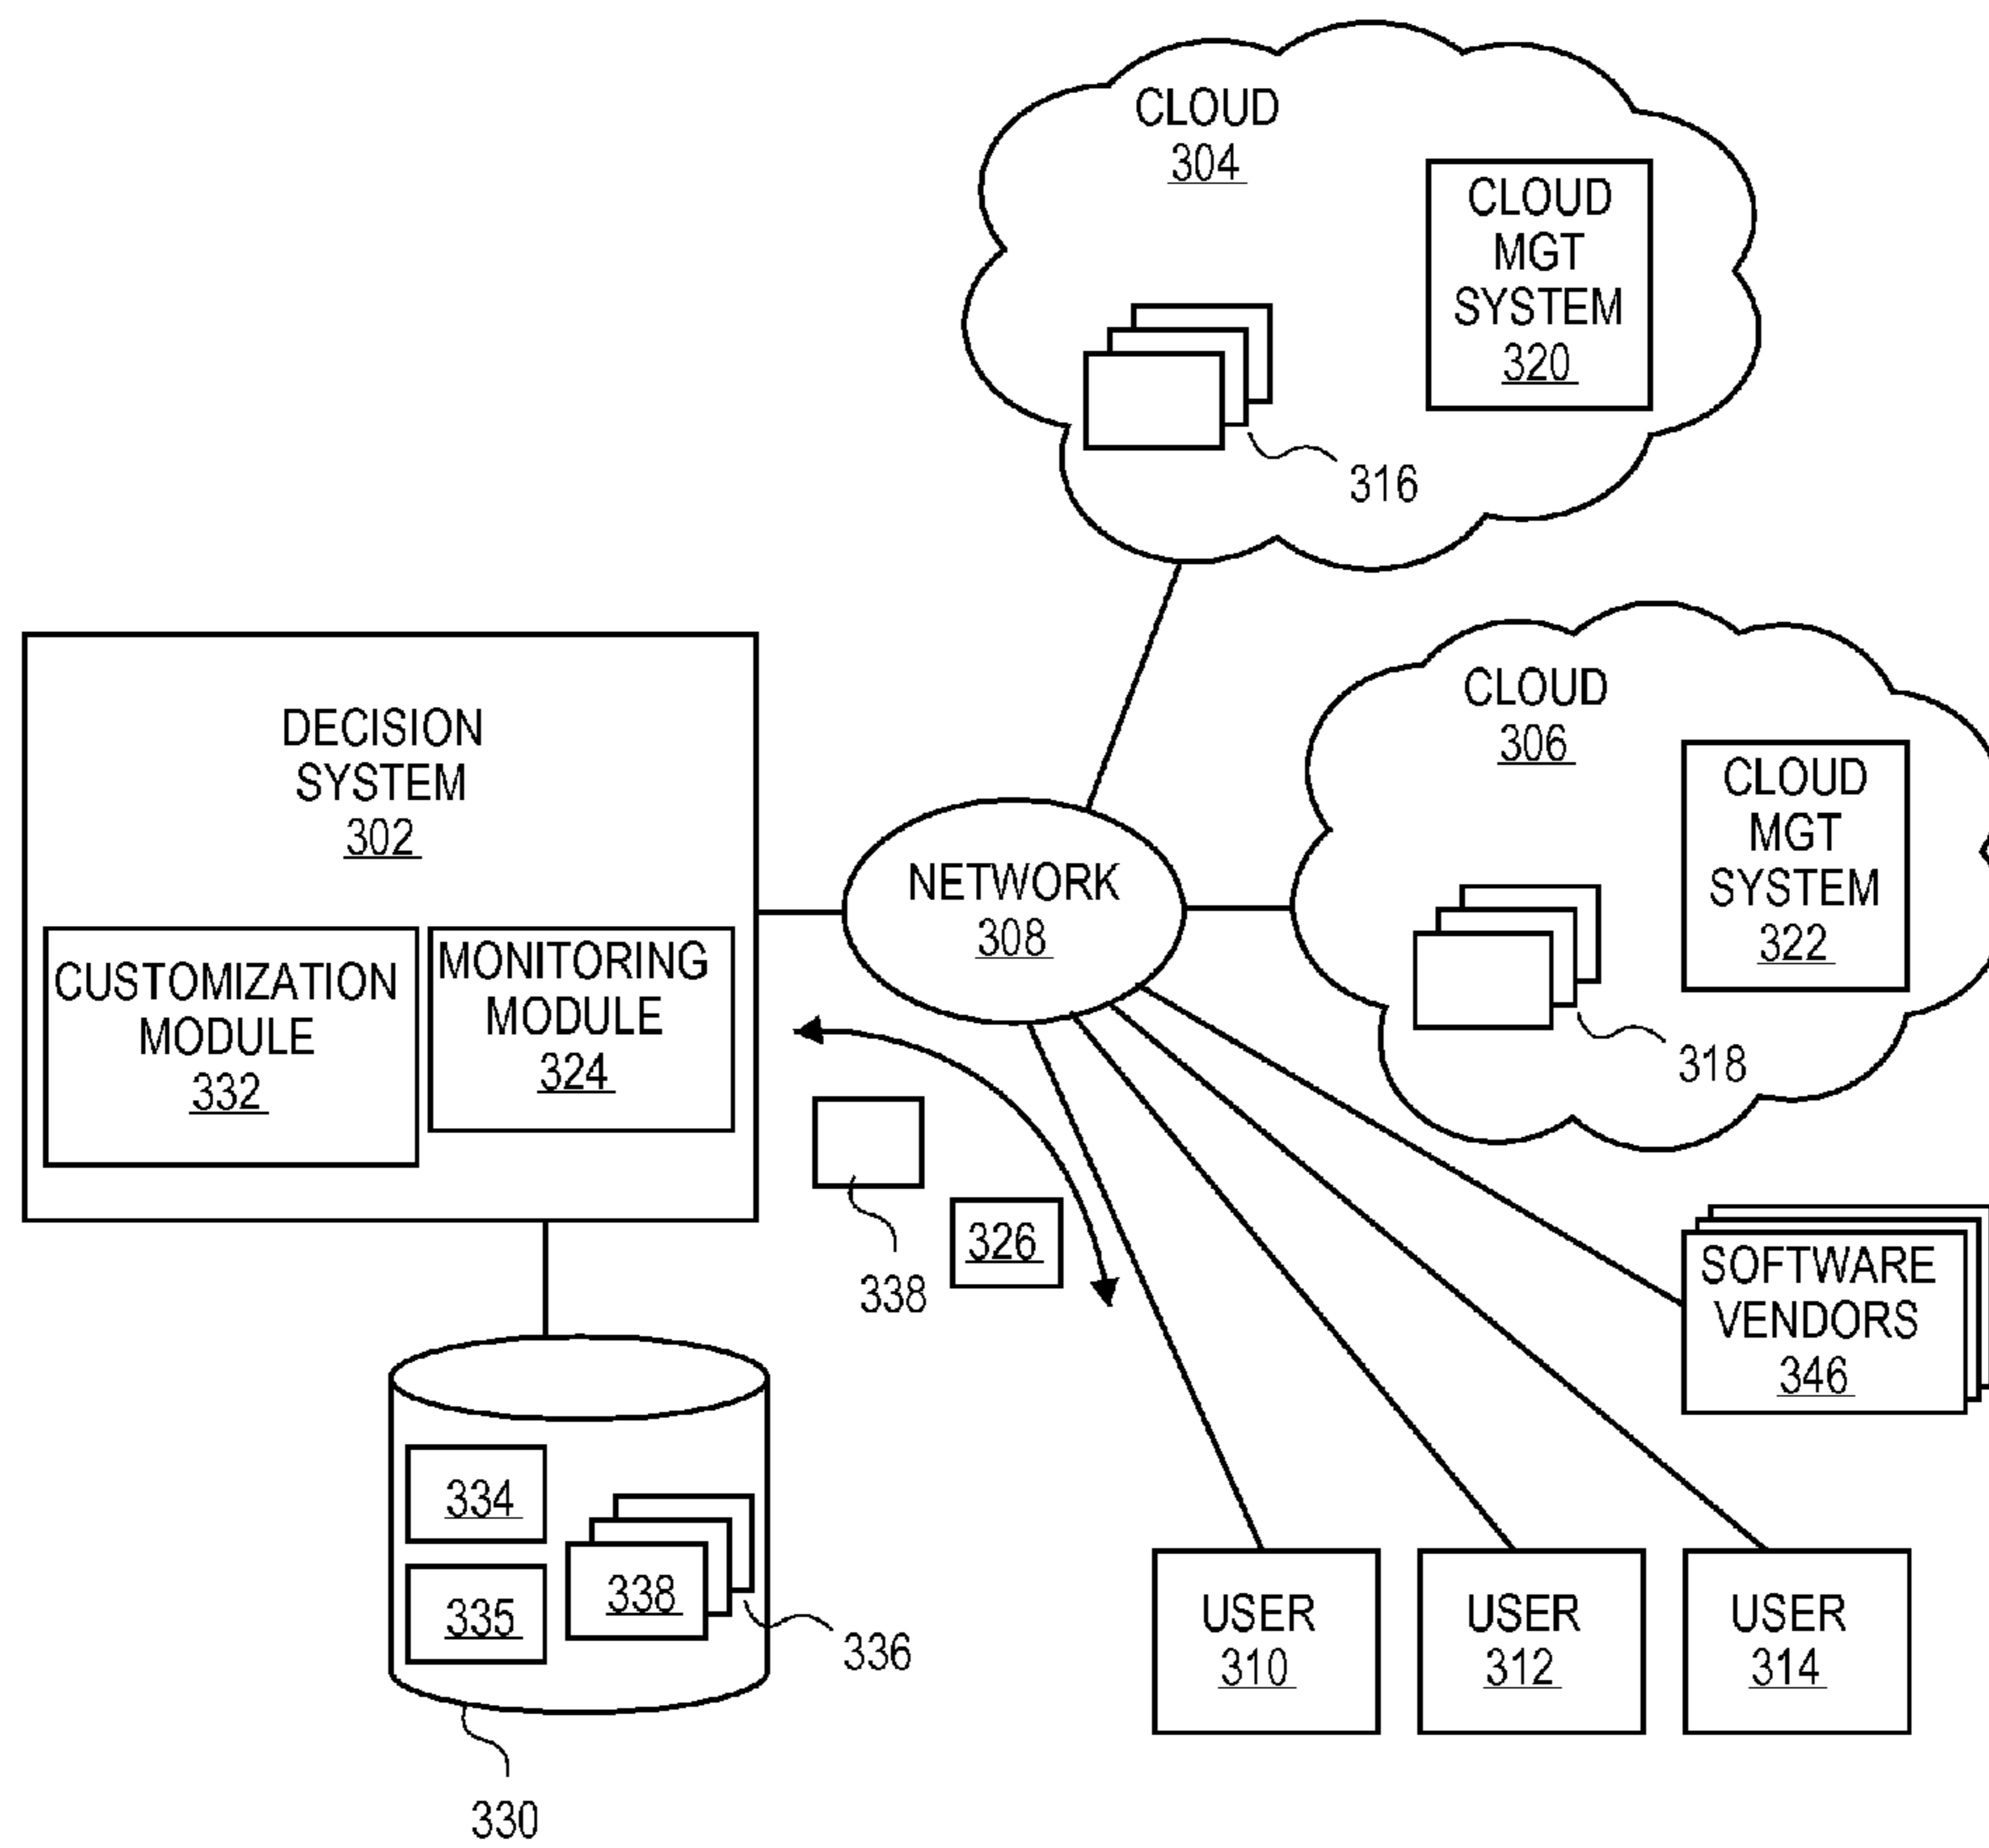 CLOUD
304
CLOUD
MGT
SYSTEM
320
316
CLOUD
306
CLOUD
MGT
SYSTEM
322
318
DECISION
SYSTEM
302
CUSTOMIZATION
MODULE
332
MONITORING
MODULE
324
NETWORK
308
338
326
SOFTWARE
VENDORS
346
334
335
338
336
330
USER
310
USER
312
USER
314